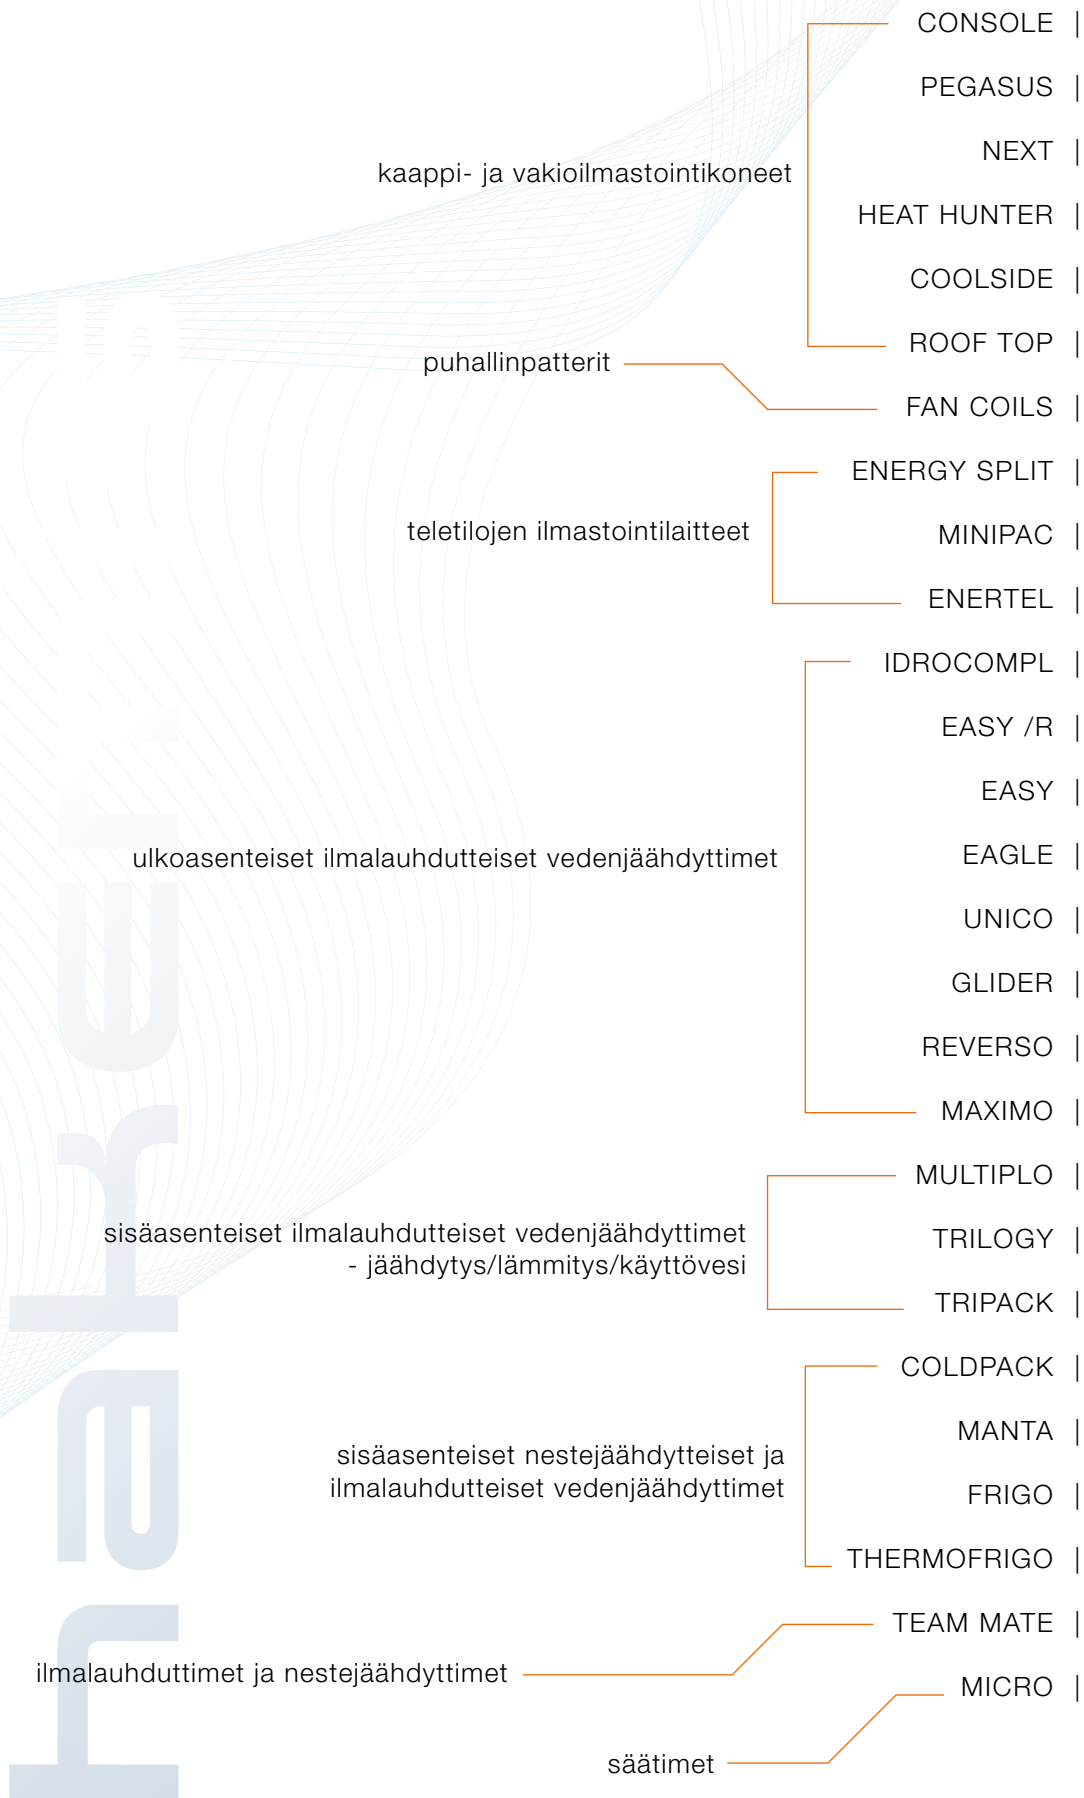 CONSOLE |
PEGASUS |
NEXT |
kaappi- ja vakioilmastointikoneet
HEAT HUNTER |
COOLSIDE |
ROOF TOP |
puhallinpatterit
FAN COILS |
ENERGY SPLIT |
teletilojen ilmastointilaitteet
MINIPAC |
ENERTEL |
IDROCOMPL |
EASY /R |
EASY |
ulkoasenteiset ilmalauhdutteiset vedenjäähdyttimet
EAGLE |
UNICO |
GLIDER |
REVERSO |
MAXIMO |
MULTIPLO |
sisäasenteiset ilmalauhdutteiset vedenjäähdyttimet
- jäähdytys/lämmitys/käyttövesi
TRILOGY |
TRIPACK |
COLDPACK |
MANTA |
sisäasenteiset nestejäähdytteiset ja
ilmalauhdutteiset vedenjäähdyttimet
FRIGO |
THERMOFRIGO |
TEAM MATE |
ilmalauhduttimet ja nestejäähdyttimet
MICRO |
säätimet